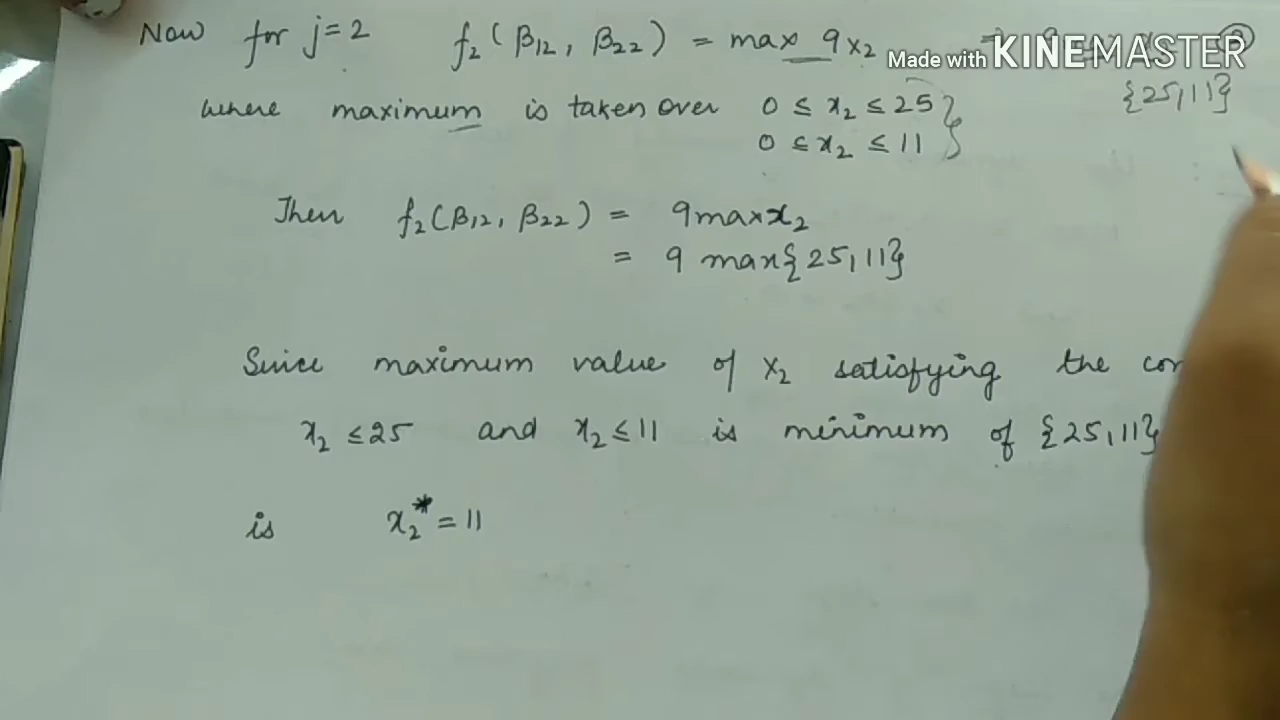 Now for j=2 f₂(β₁₂, β₂₂) = max 9x₂
Made with KINEMASTER
{25,11}
where maximum is taken over 0 ≤ x₂ ≤ 25 }
0 ≤ x₂ ≤ 11
Then f₂(β₁₂, β₂₂) = 9 max x₂
= 9 max{25,11}
Since maximum value of x₂ satisfying the
x₂ ≤ 25 and x₂ ≤ 11 is minimum of {25,11}
is x₂* = 11